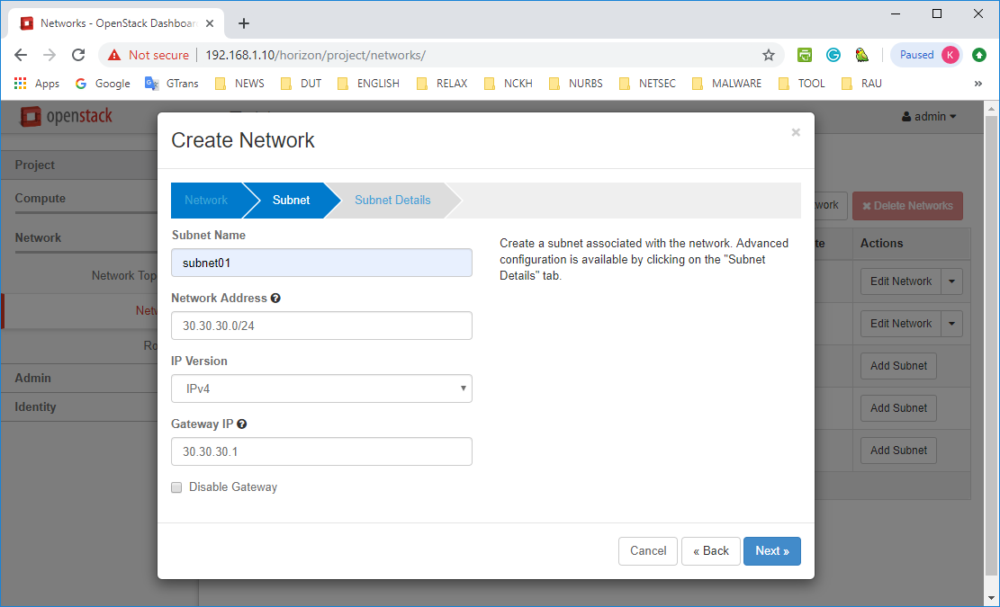 Networks - OpenStack Dashboard
Not secure
192.168.1.10/horizon/project/networks/
Paused
K
Apps
Google
GTrans
NEWS
DUT
ENGLISH
RELAX
NCKH
NURBS
NETSEC
MALWARE
TOOL
RAU
»
openstack
admin
Project
Compute
Network
Network Top
Netw
Ro
Admin
Identity
work
Delete Networks
te
Actions
Edit Network
Edit Network
Add Subnet
Add Subnet
Add Subnet
Create Network
×
Network
Subnet
Subnet Details
Subnet Name
subnet01
Network Address
30.30.30.0/24
IP Version
IPv4
Gateway IP
30.30.30.1
Disable Gateway
Create a subnet associated with the network. Advanced
configuration is available by clicking on the "Subnet
Details" tab.
Cancel
« Back
Next »